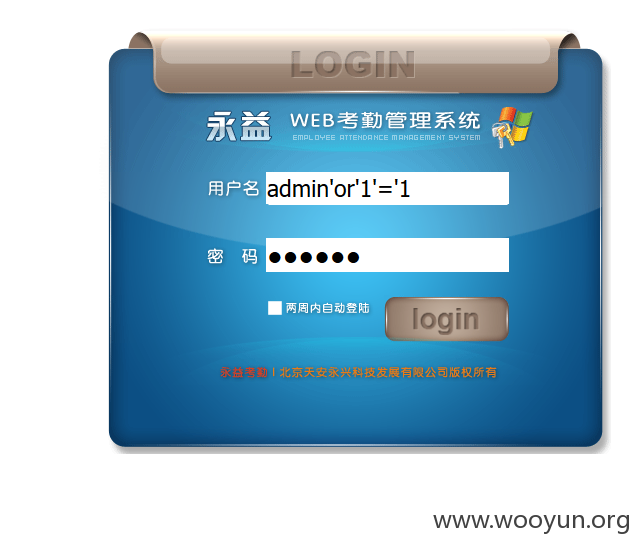 LOGIN
永益 WEB考勤管理系统
EMPLOYEE ATTENDANCE MANAGEMENT SYSTEM
用户名 admin'or'1'='1
密 码 ●●●●●●
两周内自动登陆 login
永益考勤 | 北京天安永兴科技发展有限公司版权所有
www.wooyun.org